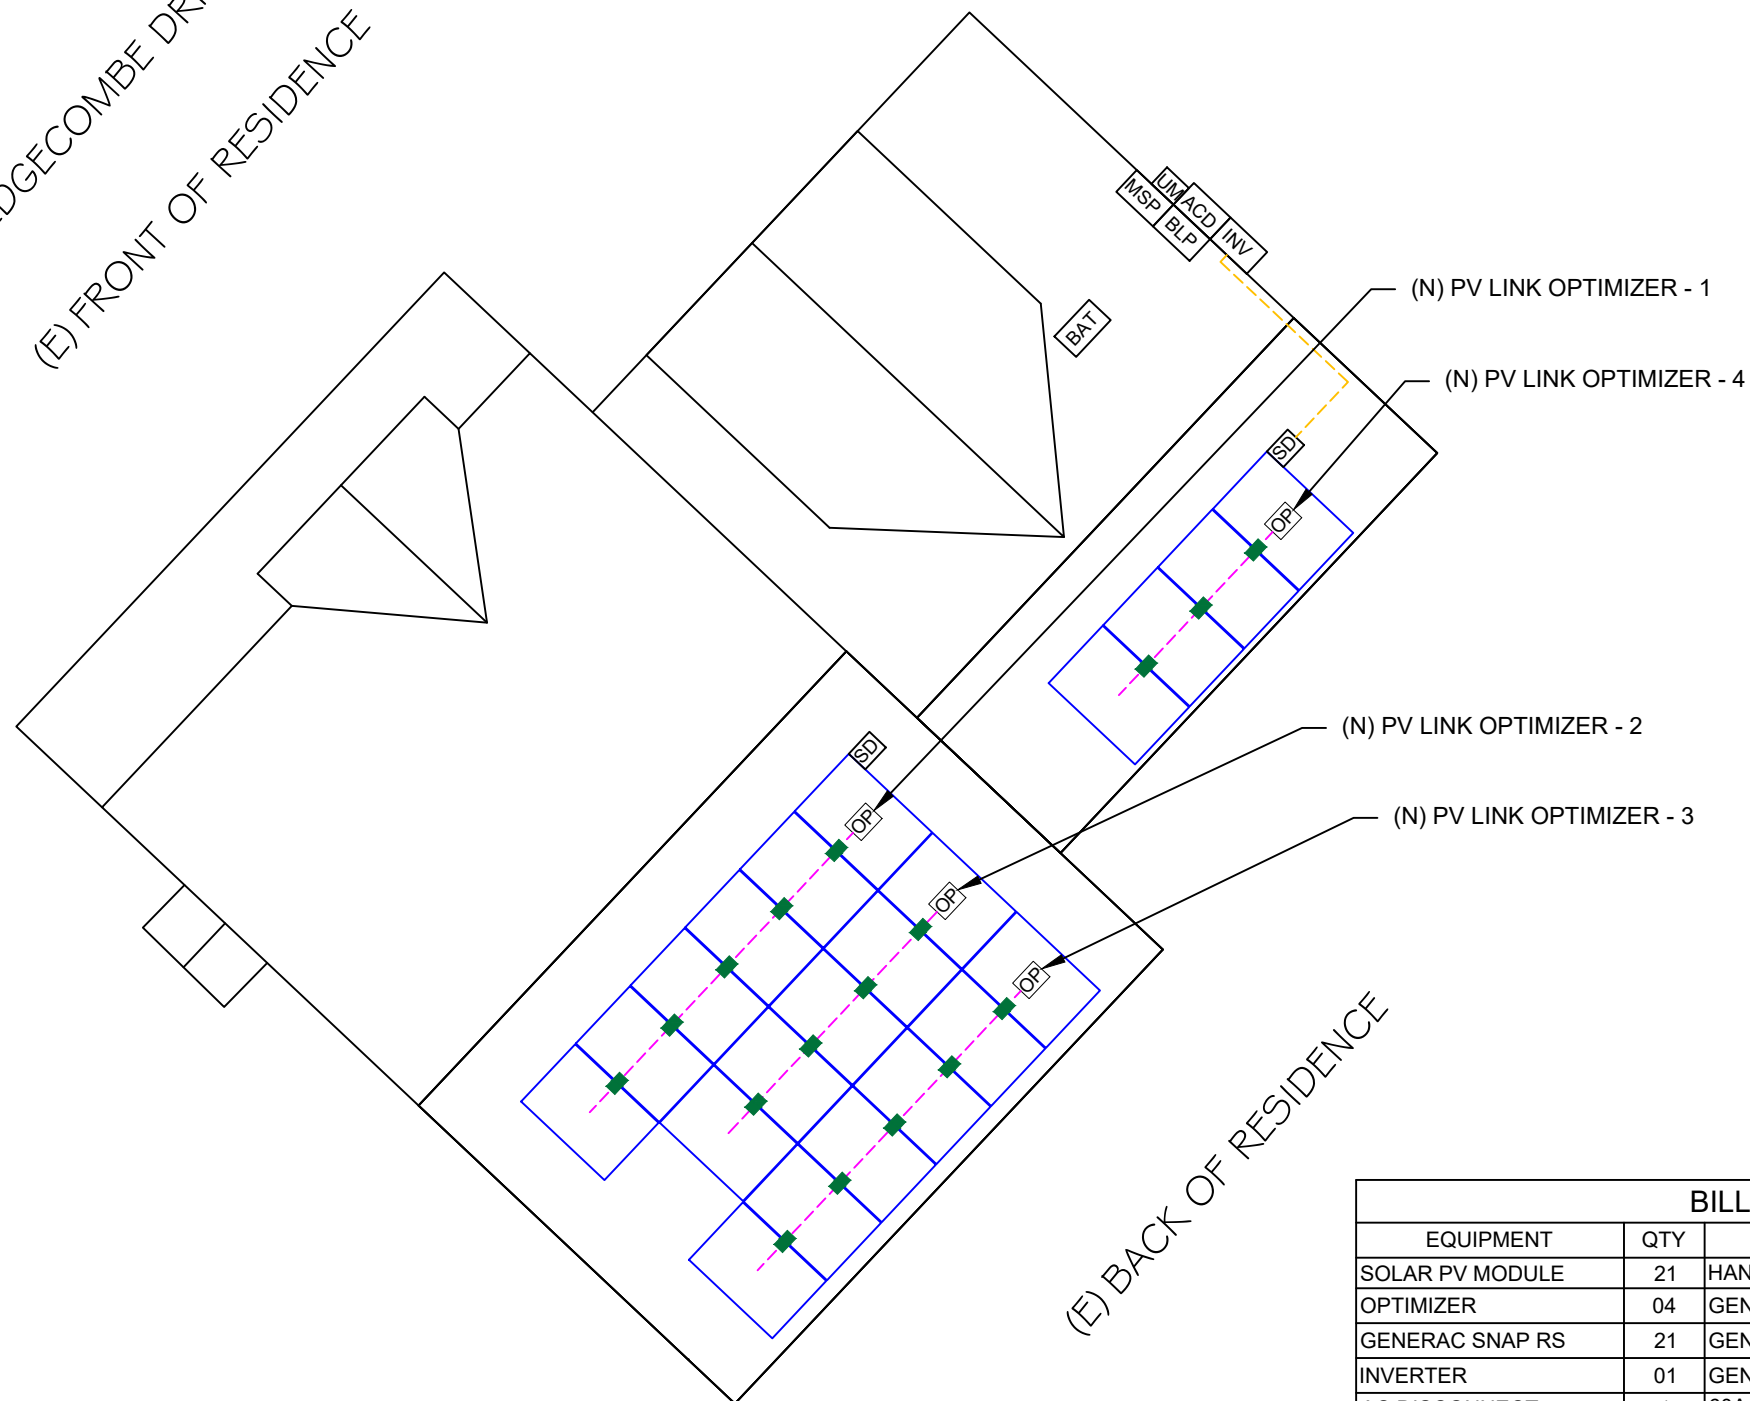 (E) FRONT OF RESIDENCE
UM
ACD
INV
MSP
BLP
BAT
(N) PV LINK OPTIMIZER - 1
(N) PV LINK OPTIMIZER - 4
SD
OP
(N) PV LINK OPTIMIZER - 2
(N) PV LINK OPTIMIZER - 3
SD
OP
OP
OP
(E) BACK OF RESIDENCE
BILL
EQUIPMENT QTY
SOLAR PV MODULE 21 HAN
OPTIMIZER 04 GEN
GENERAC SNAP RS 21 GEN
INVERTER 01 GEN